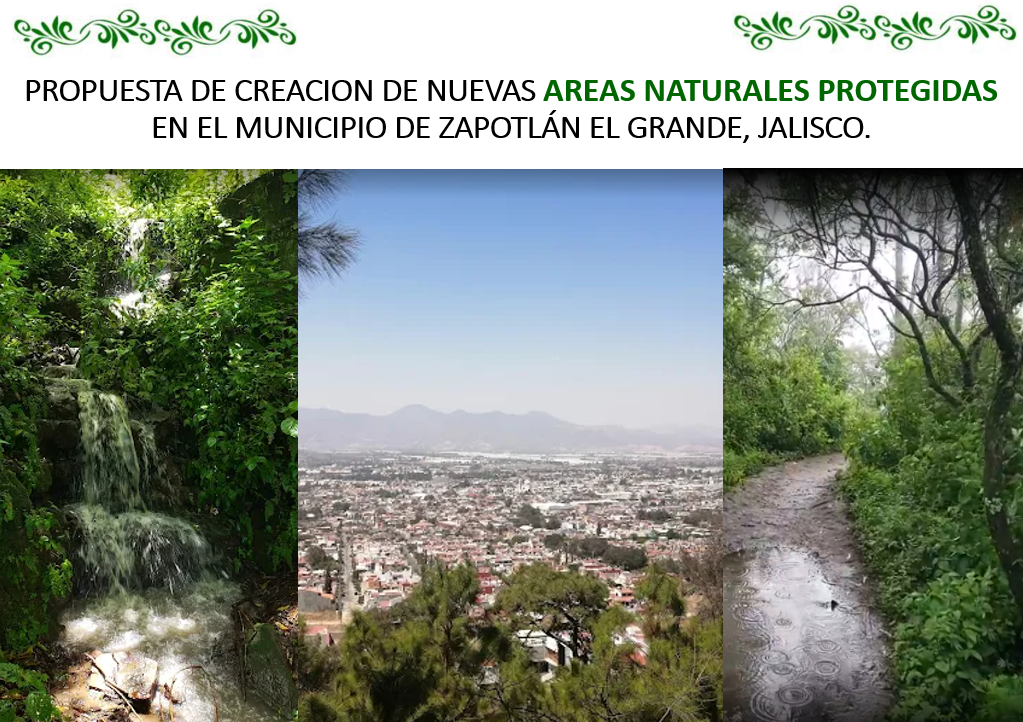 PROPUESTA DE CREACION DE NUEVAS AREAS NATURALES PROTEGIDAS
EN EL MUNICIPIO DE ZAPOTLÁN EL GRANDE, JALISCO.